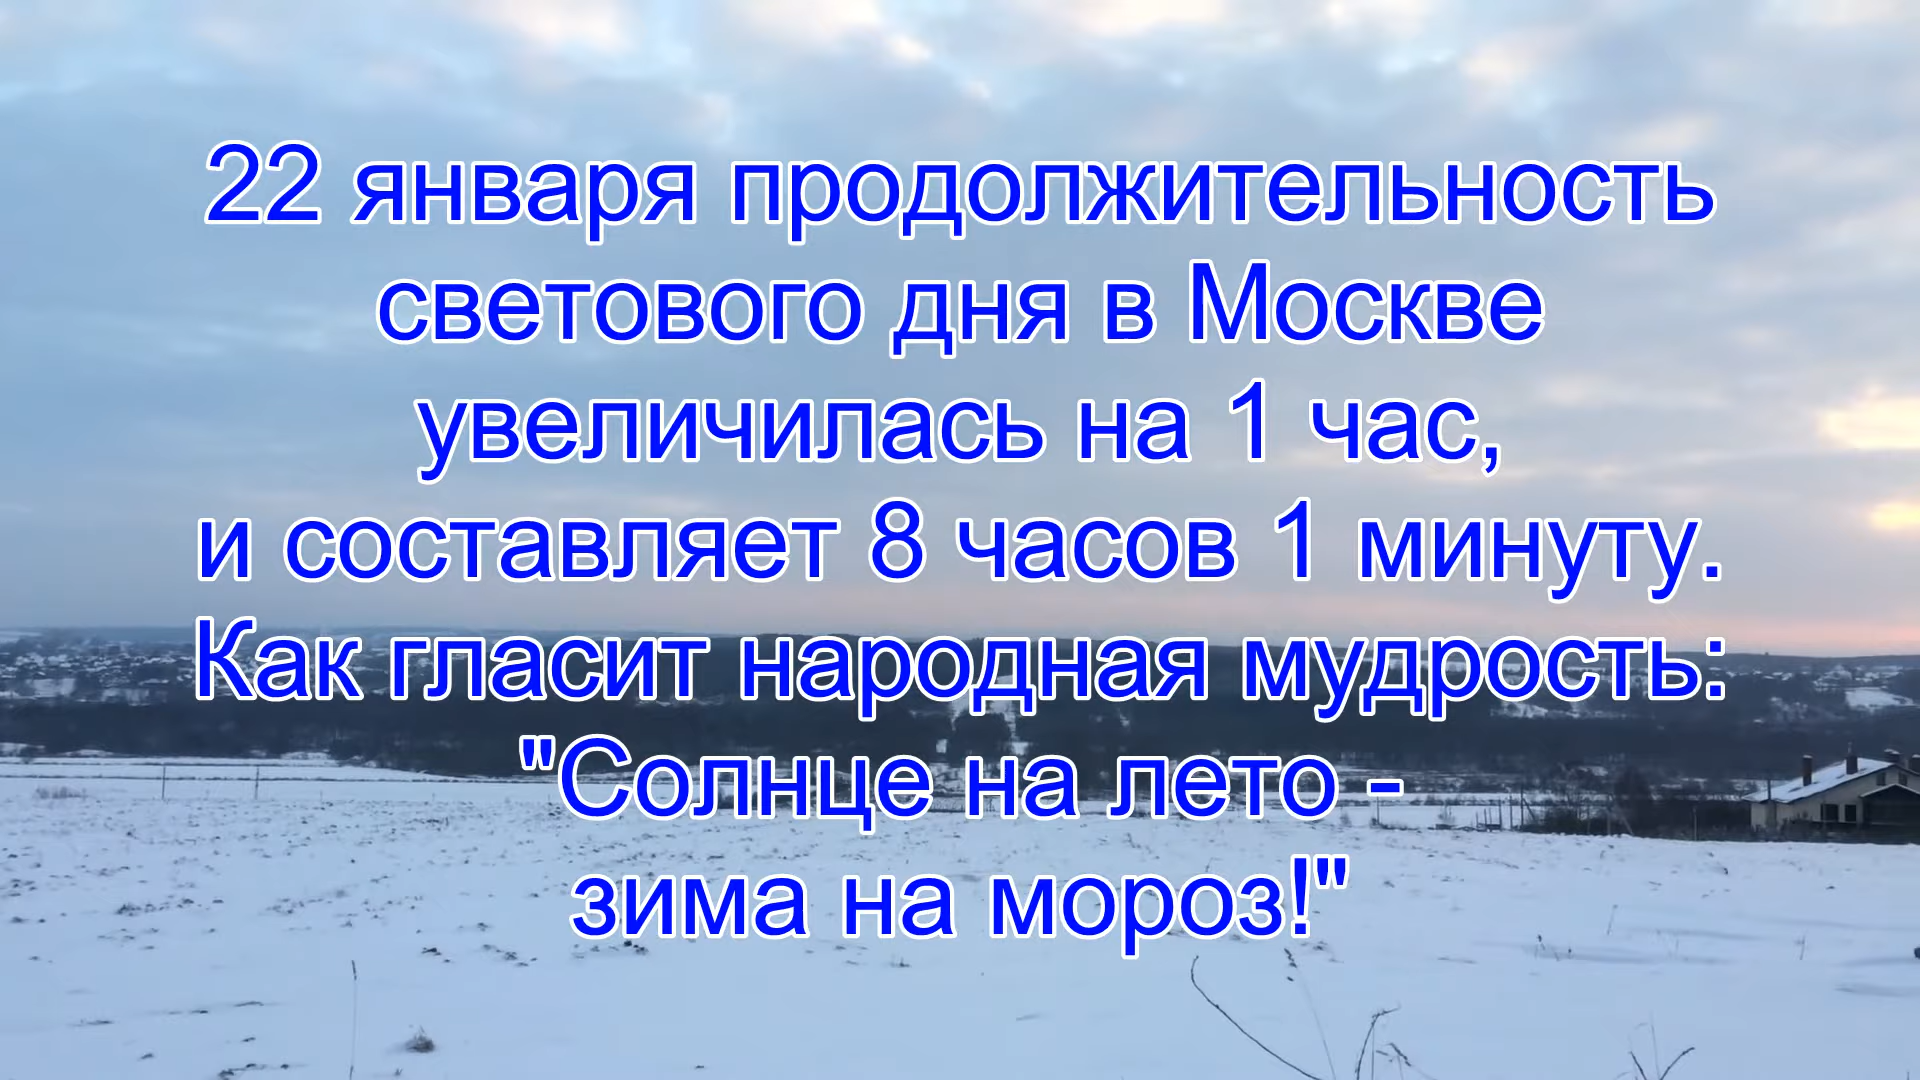 22 января продолжительность
светового дня в Москве
увеличилась на 1 час,
и составляет 8 часов 1 минуту.
Как гласит народная мудрость:
"Солнце на лето -
зима на мороз!"